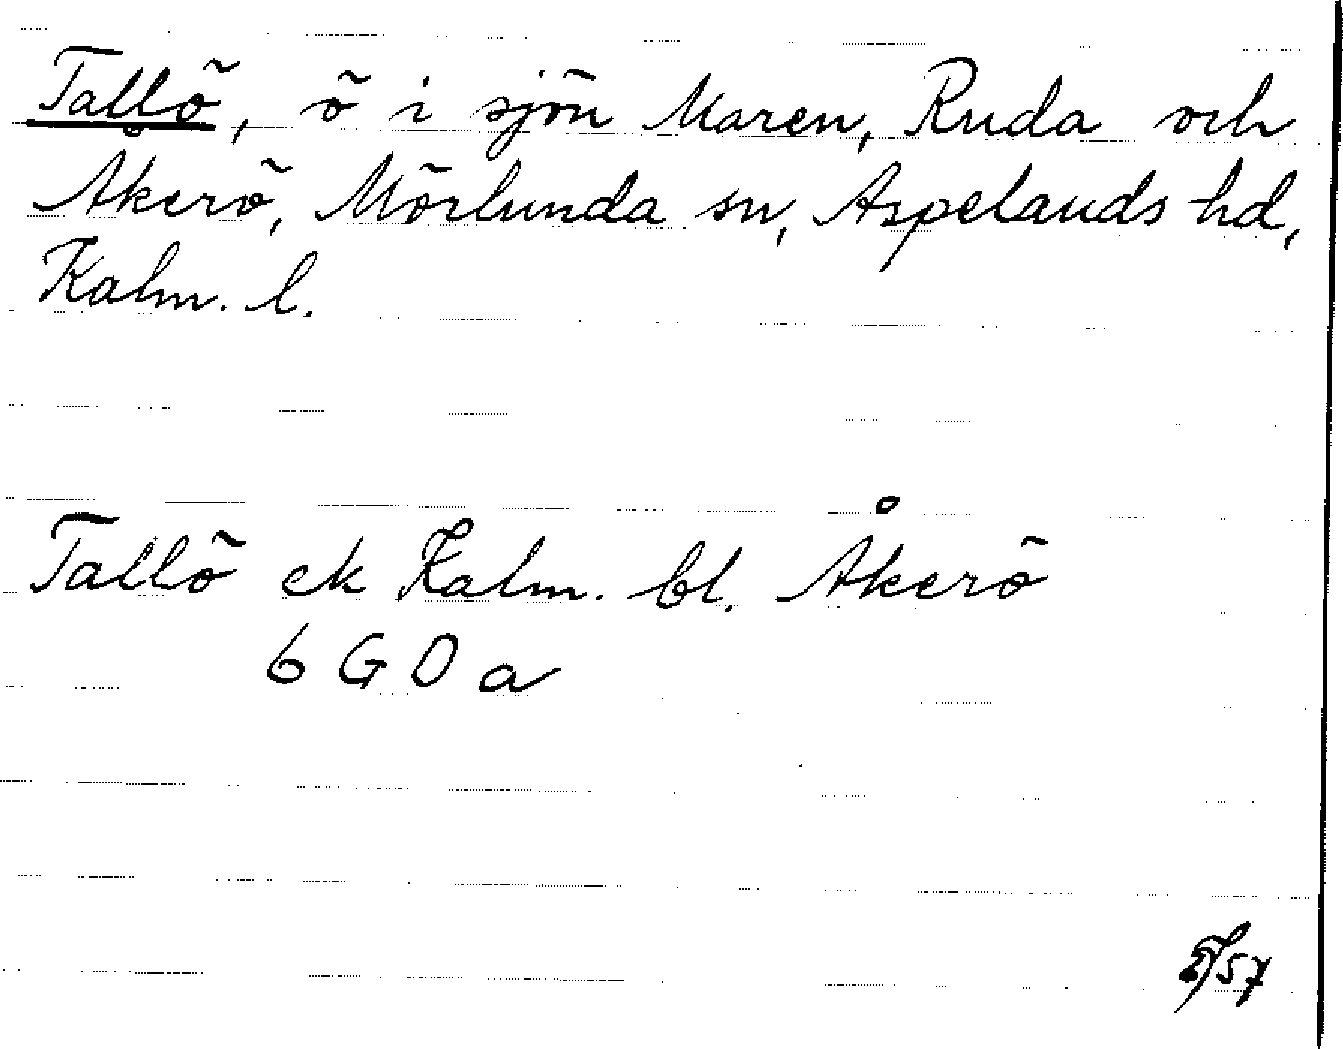 Tallö, ö i sjön Maren, Ruda och
Åkerö, Mörlunda sn, Aspelands hd,
Kalm. l.
Tallö ek Kalm. bl. Åkerö
6 G 0 a
57